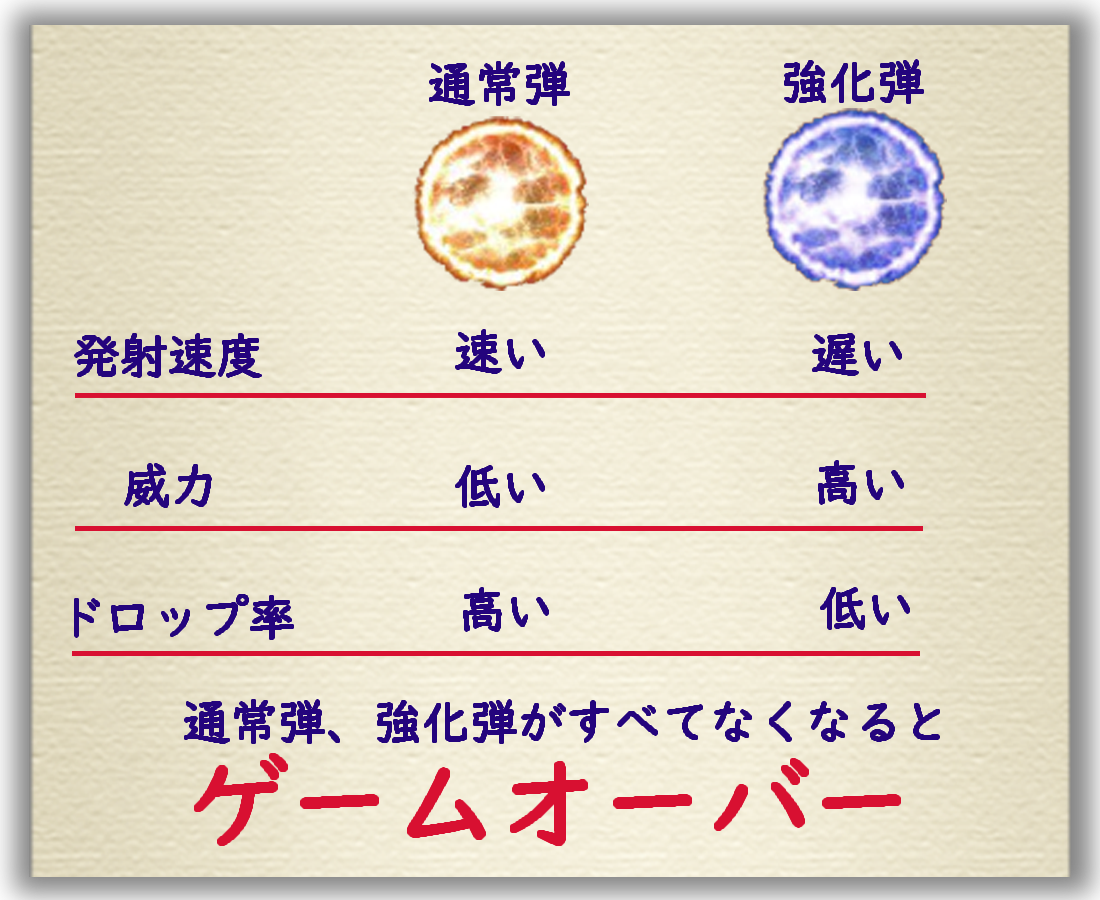 通常弾 強化弾
発射速度 速い 遅い
威力 低い 高い
ドロップ率 高い 低い
通常弾、強化弾がすべてなくなると
ゲームオーバー